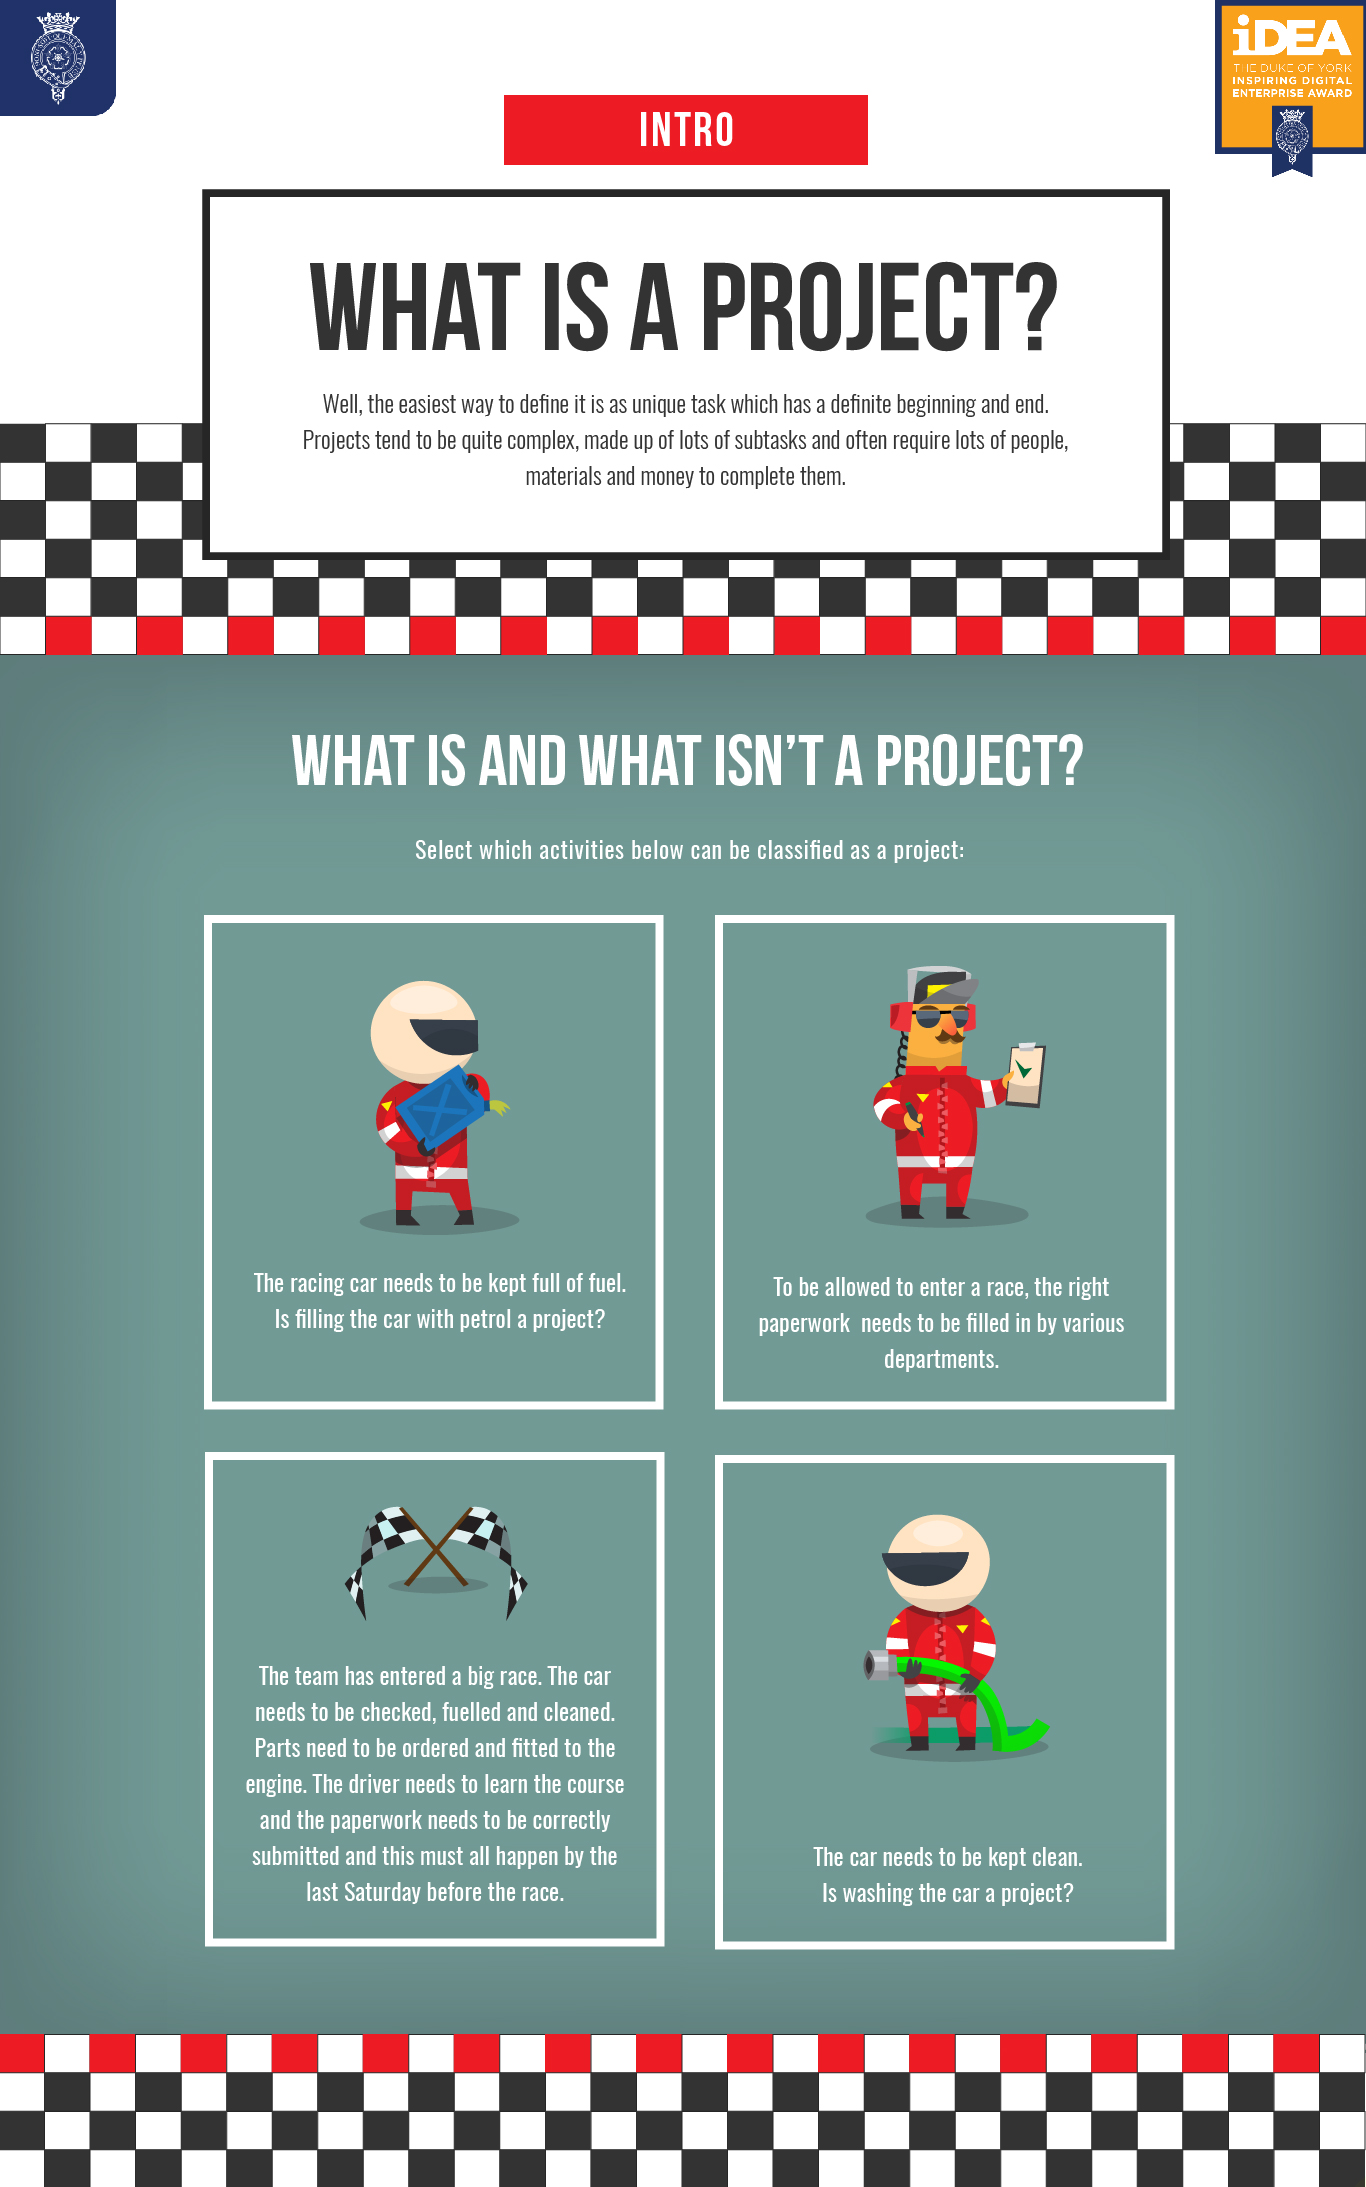 iDEA
THE DUKE OF YORK
INSPIRING DIGITAL
ENTERPRISE AWARD
INTRO
WHAT IS A PROJECT?
Well, the easiest way to define it is as unique task which has a definite beginning and end.
Projects tend to be quite complex, made up of lots of subtasks and often require lots of people,
materials and money to complete them.
WHAT IS AND WHAT ISN'T A PROJECT?
Select which activities below can be classified as a project:
The racing car needs to be kept full of fuel.
Is filling the car with petrol a project?
To be allowed to enter a race, the right
paperwork  needs to be filled in by various
departments.
The team has entered a big race. The car
needs to be checked, fuelled and cleaned.
Parts need to be ordered and fitted to the
engine. The driver needs to learn the course
and the paperwork needs to be correctly
submitted and this must all happen by the
last Saturday before the race.
The car needs to be kept clean.
Is washing the car a project?